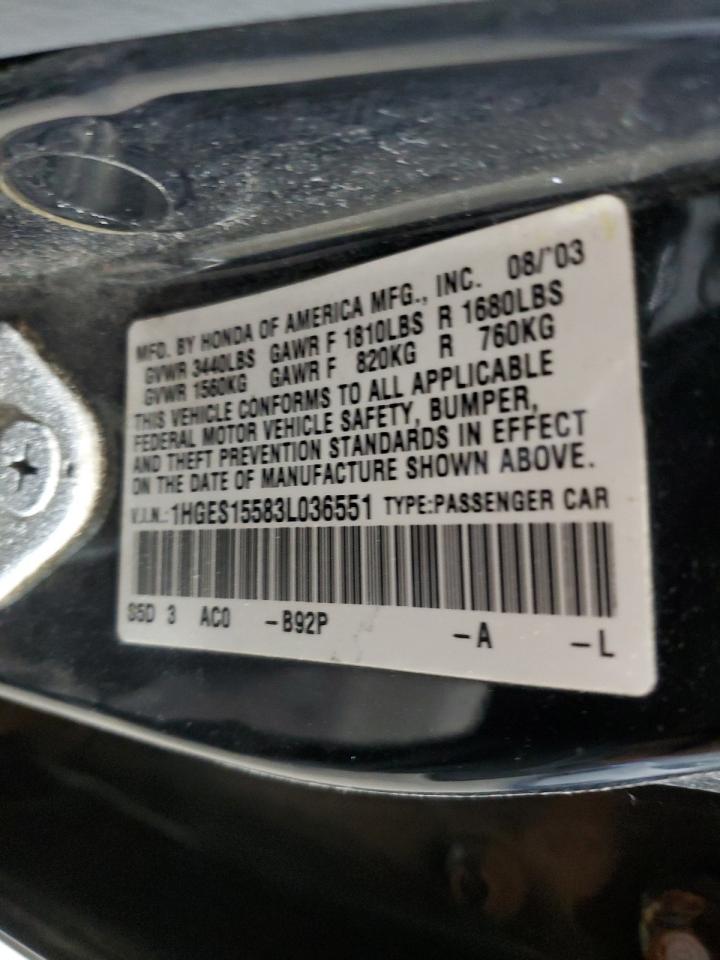 MFD. BY HONDA OF AMERICA MFG., INC. 08/'03
GVWR 3440LBS GAWR F 1810LBS R 1680LBS
GVWR 1560KG GAWR F 820KG R 760KG
THIS VEHICLE CONFORMS TO ALL APPLICABLE
FEDERAL MOTOR VEHICLE SAFETY, BUMPER,
AND THEFT PREVENTION STANDARDS IN EFFECT
ON THE DATE OF MANUFACTURE SHOWN ABOVE.
V.I.N.:1HGES15583L036551 TYPE:PASSENGER CAR
S5D 3 AC0 -B92P -A -L